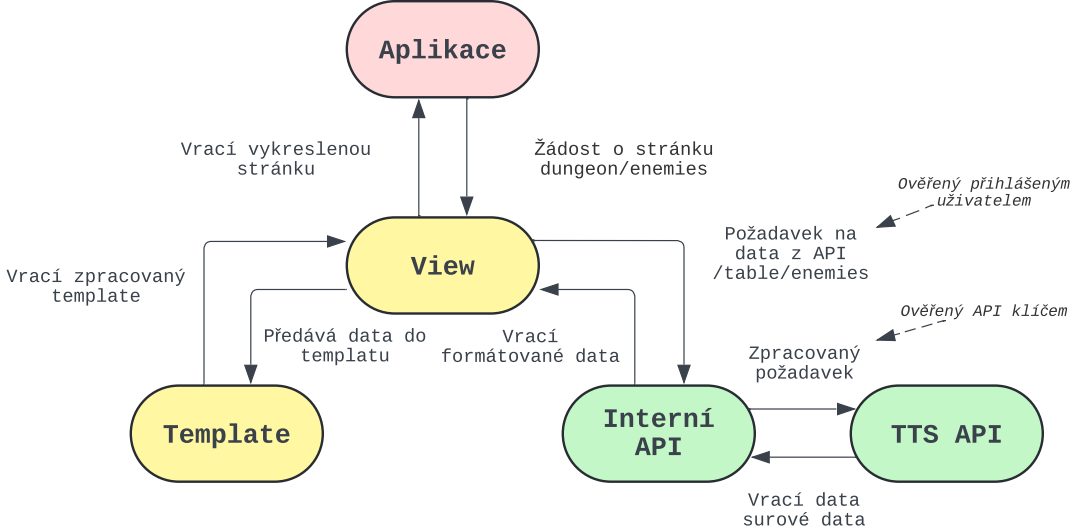 Aplikace
Vrací vykreslenou
stránku
Žádost o stránku
dungeon/enemies
Ověřený přihlášeným
uživatelem
Požadavek na
data z API
/table/enemies
View
Vrací zpracovaný
template
Předává data do
templatu
Vrací
formátované data
Ověřený API klíčem
Zpracovaný
požadavek
Template
Interní
API
TTS API
Vrací data
surové data